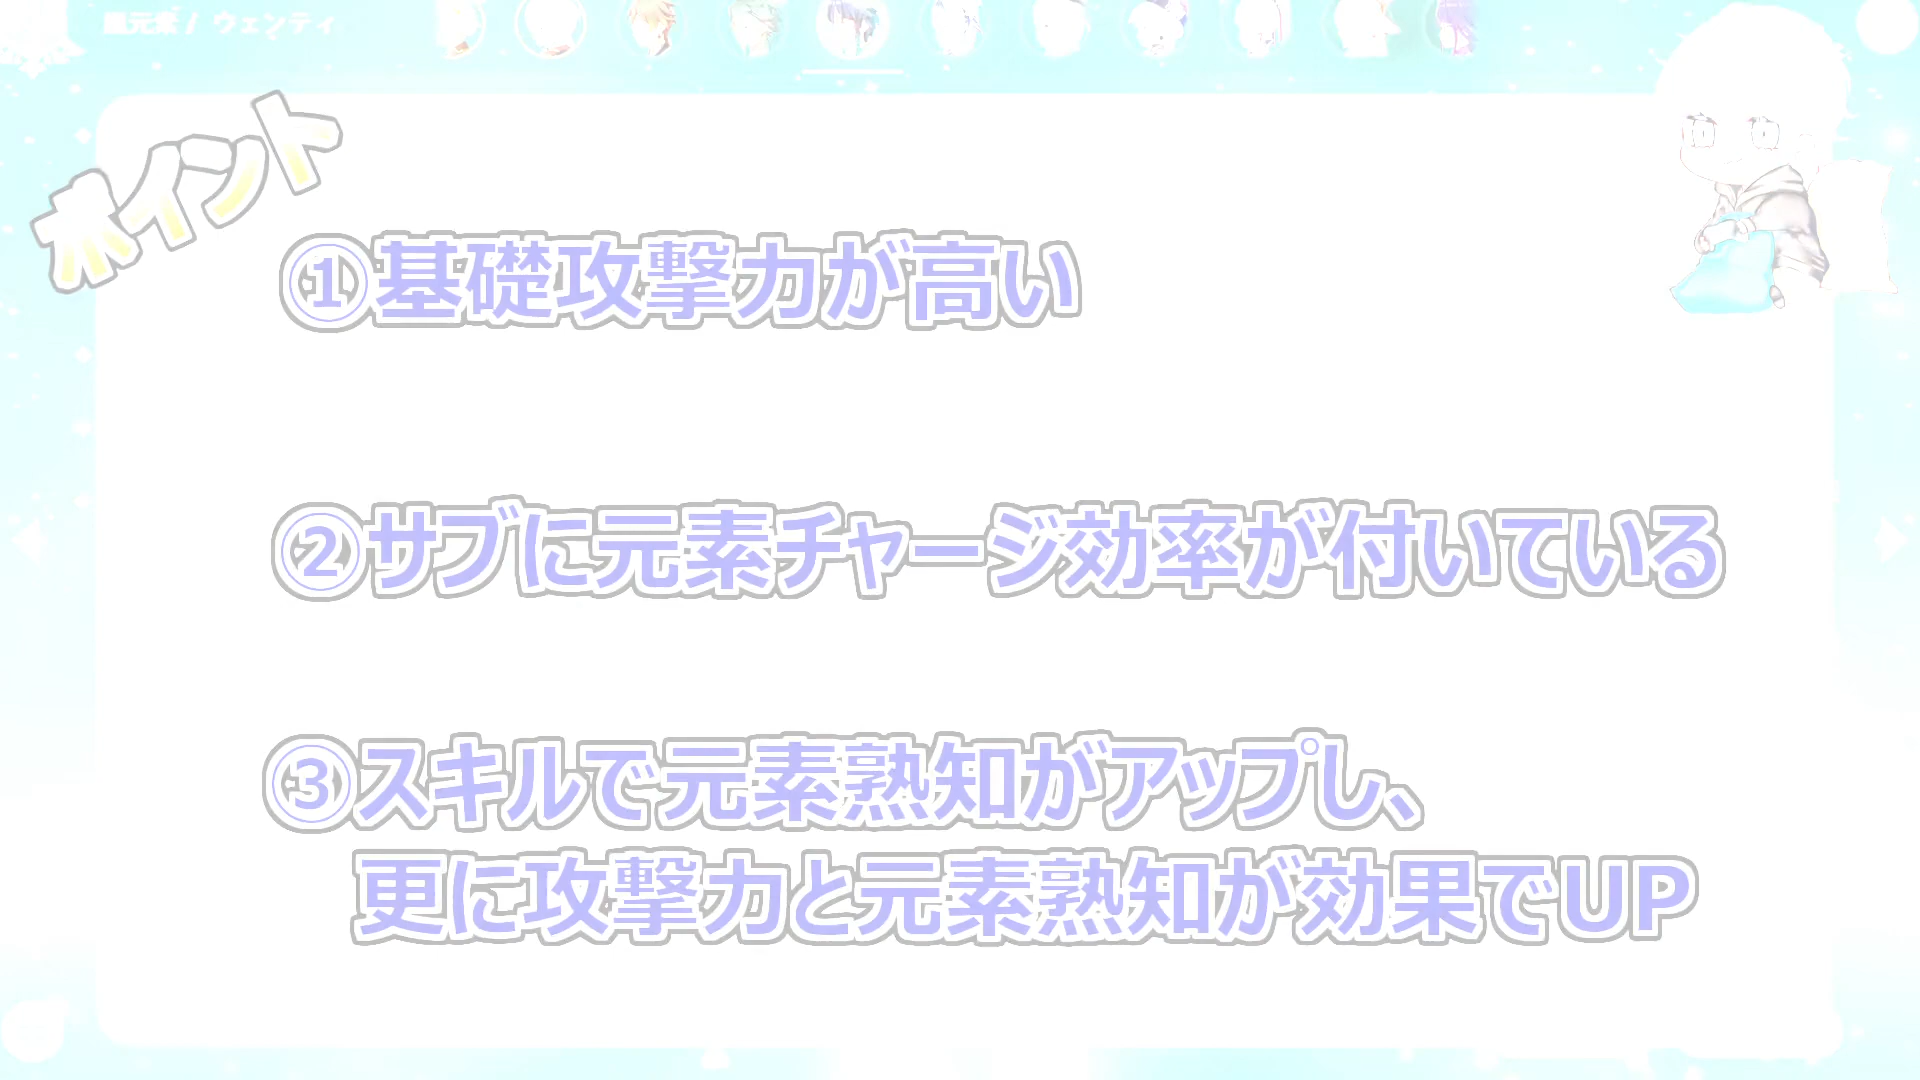 風元素 / ウェンティ
ポイント
①基礎攻撃力が高い
②サブに元素チャージ効率が付いている
③スキルで元素熟知がアップし、
更に攻撃力と元素熟知が効果でUP